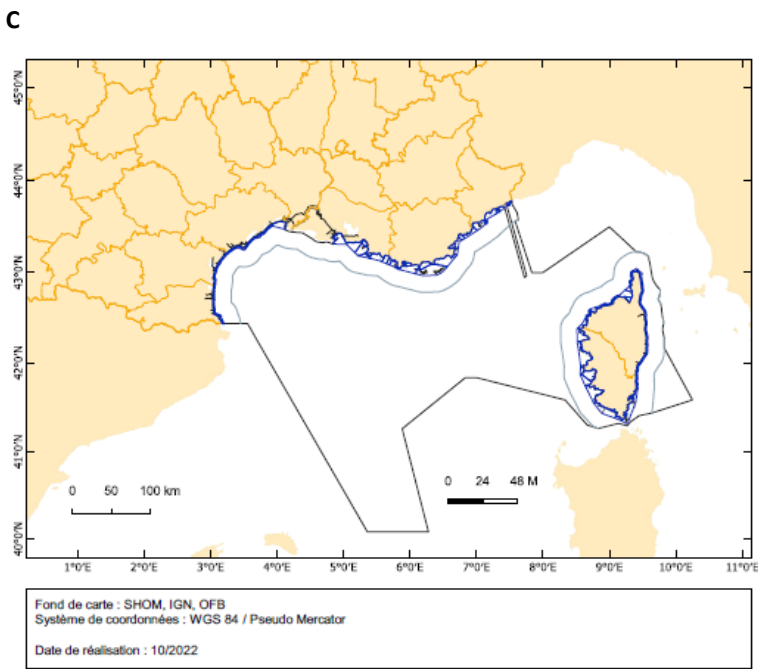 C
45°0'N
44°0'N
43°0'N
42°0'N
41°0'N
40°0'N
0 50 100 km
0 24 48 M
1°0'E 2°0'E 3°0'E 4°0'E 5°0'E 6°0'E 7°0'E 8°0'E 9°0'E 10°0'E 11°0'E
Fond de carte : SHOM, IGN, OFB
Système de coordonnées : WGS 84 / Pseudo Mercator
Date de réalisation : 10/2022